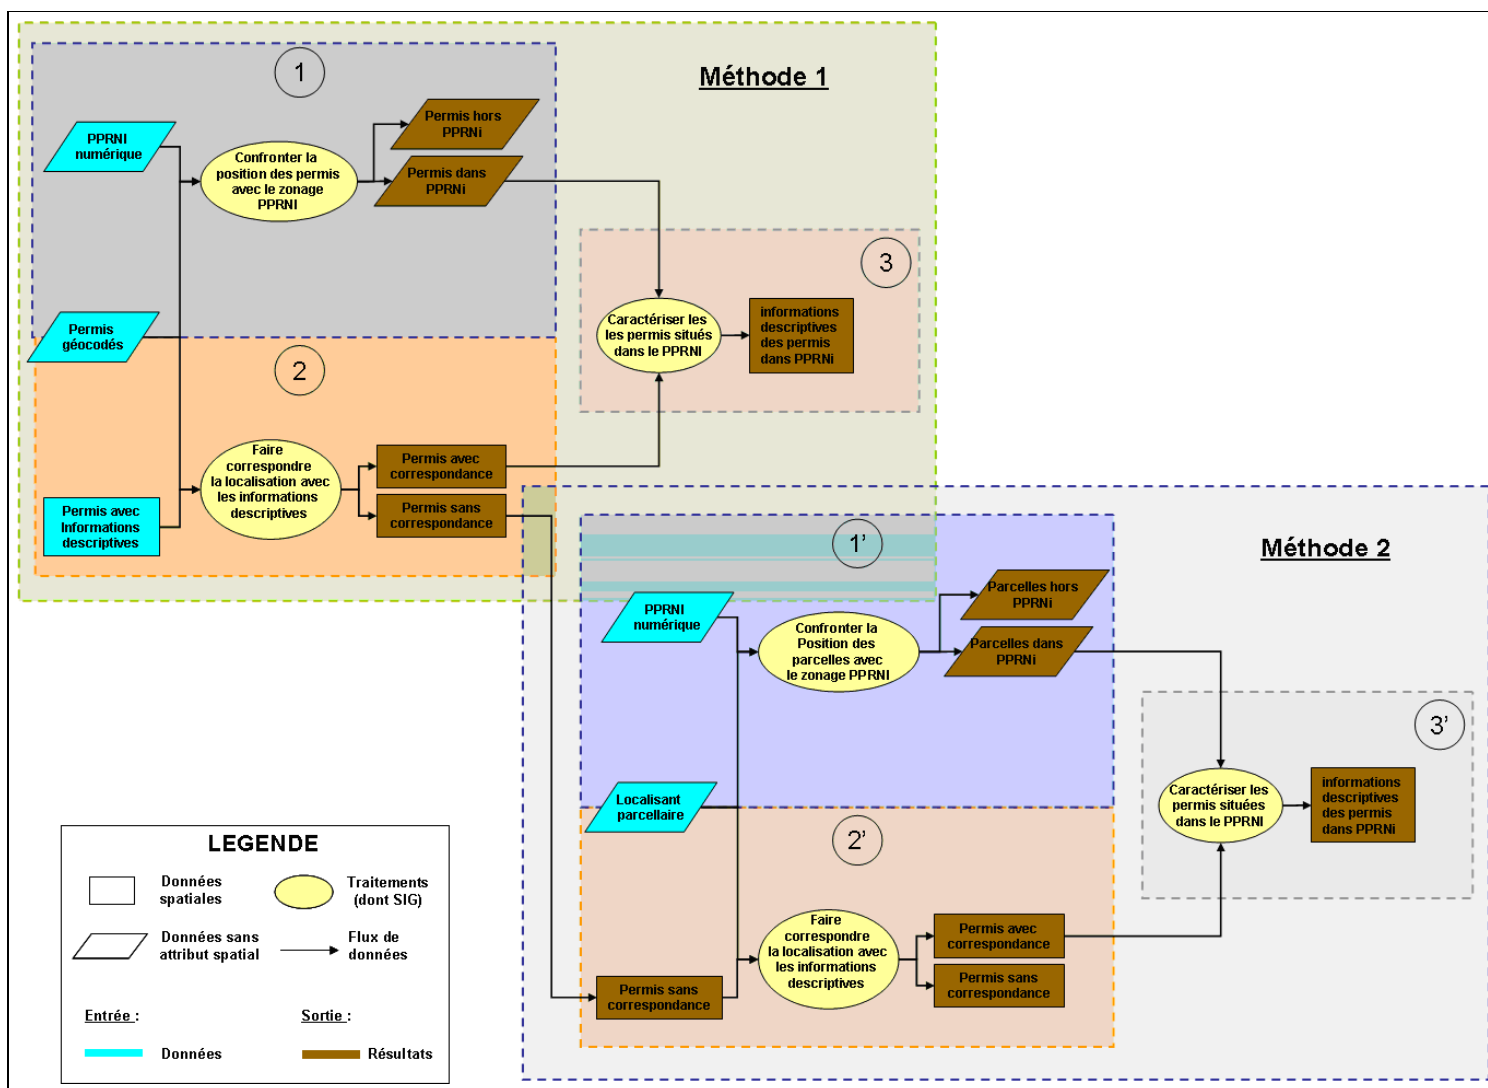 Méthode 1
1
PPRNI
numérique
Confronter la
position des permis
avec le zonage
PPRNI
Permis hors
PPRNi
Permis dans
PPRNi
Permis
géocodés
2
Permis avec
Informations
descriptives
Faire
correspondre
la localisation avec
les informations
descriptives
Permis avec
correspondance
Permis sans
correspondance
3
Caractériser les
les permis situés
dans le PPRNI
informations
descriptives
des permis
dans PPRNi
Méthode 2
1’
PPRNI
numérique
Confronter la
Position des
parcelles avec
le zonage PPRNI
Parcelles hors
PPRNi
Parcelles dans
PPRNi
Localisant
parcellaire
2’
Permis sans
correspondance
Faire
correspondre
la localisation avec
les informations
descriptives
Permis avec
correspondance
Permis sans
correspondance
3’
Caractériser les
permis situées
dans le PPRNI
informations
descriptives
des permis
dans PPRNi
LEGENDE
Données
spatiales
Traitements
(dont SIG)
Données sans
attribut spatial
Flux de
données
Entrée :
Sortie :
Données
Résultats